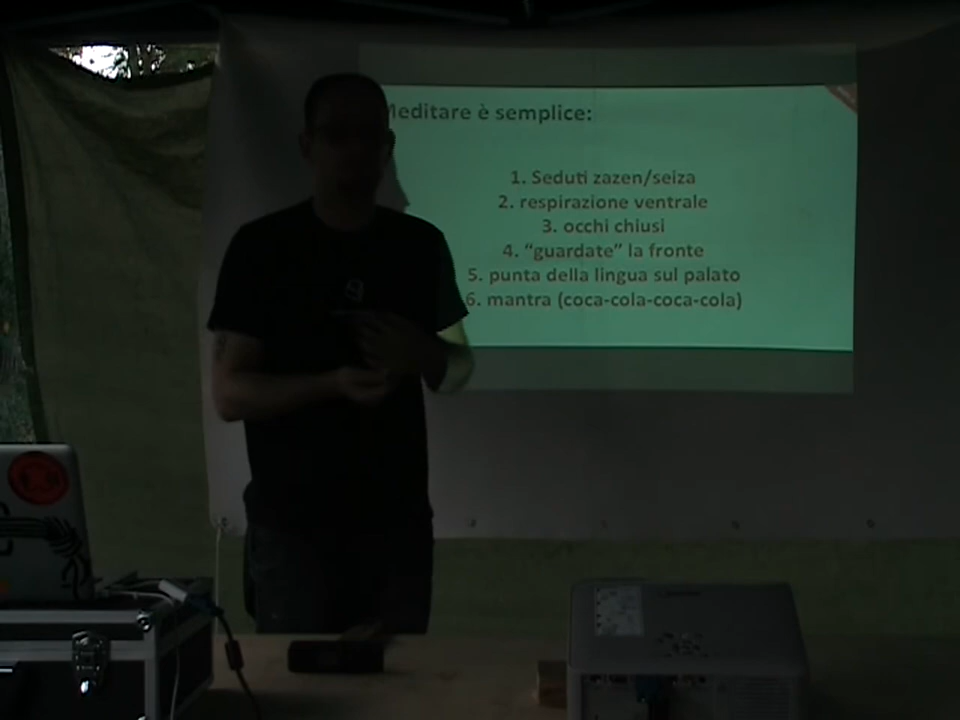 Meditare è semplice:
1. Seduti zazen/seiza
2. respirazione ventrale
3. occhi chiusi
4. “guardate” la fronte
5. punta della lingua sul palato
6. mantra (coca-cola-coca-cola)